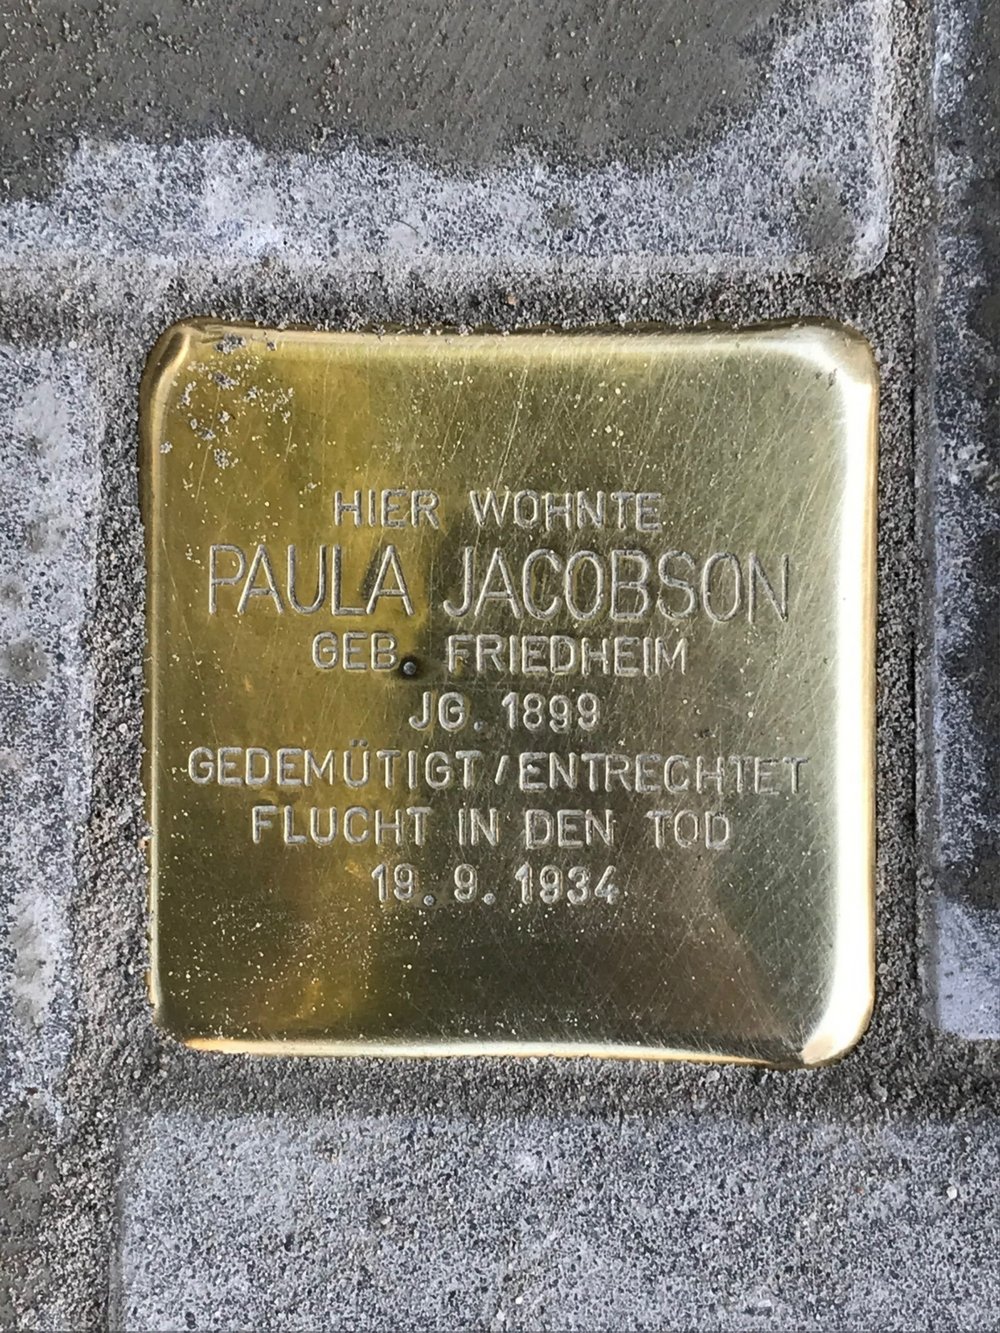 HIER WOHNTE
PAULA JACOBSON
GEB. FRIEDHEIM
JG. 1899
GEDEMÜTIGT / ENTRECHTET
FLUCHT IN DEN TOD
19. 9. 1934